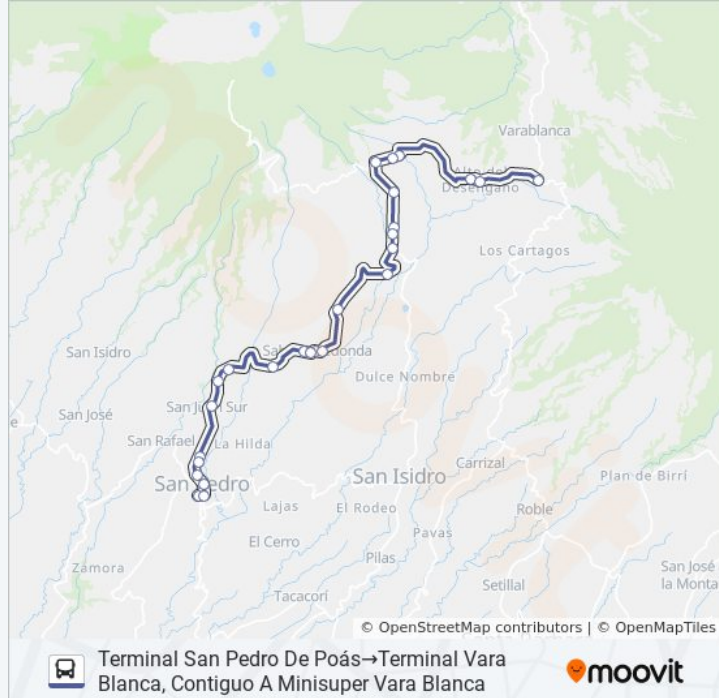 Varablanca
Alto del
Desengaño
Los Cartagos
San Isidro
Sabana Redonda
Dulce Nombre
San José
San Juan Sur
San Rafael
La Hilda
San Pedro
San Isidro
Carrizal
Plan de Birrí
Lajas
El Rodeo
Roble
El Cerro
Pavas
Zamora
Pilas
San José
la Monta
Setillal
Tacacorí
© OpenStreetMap contributors | © OpenMapTiles
Terminal San Pedro De Poás→Terminal Vara
Blanca, Contiguo A Minisuper Vara Blanca
moovit